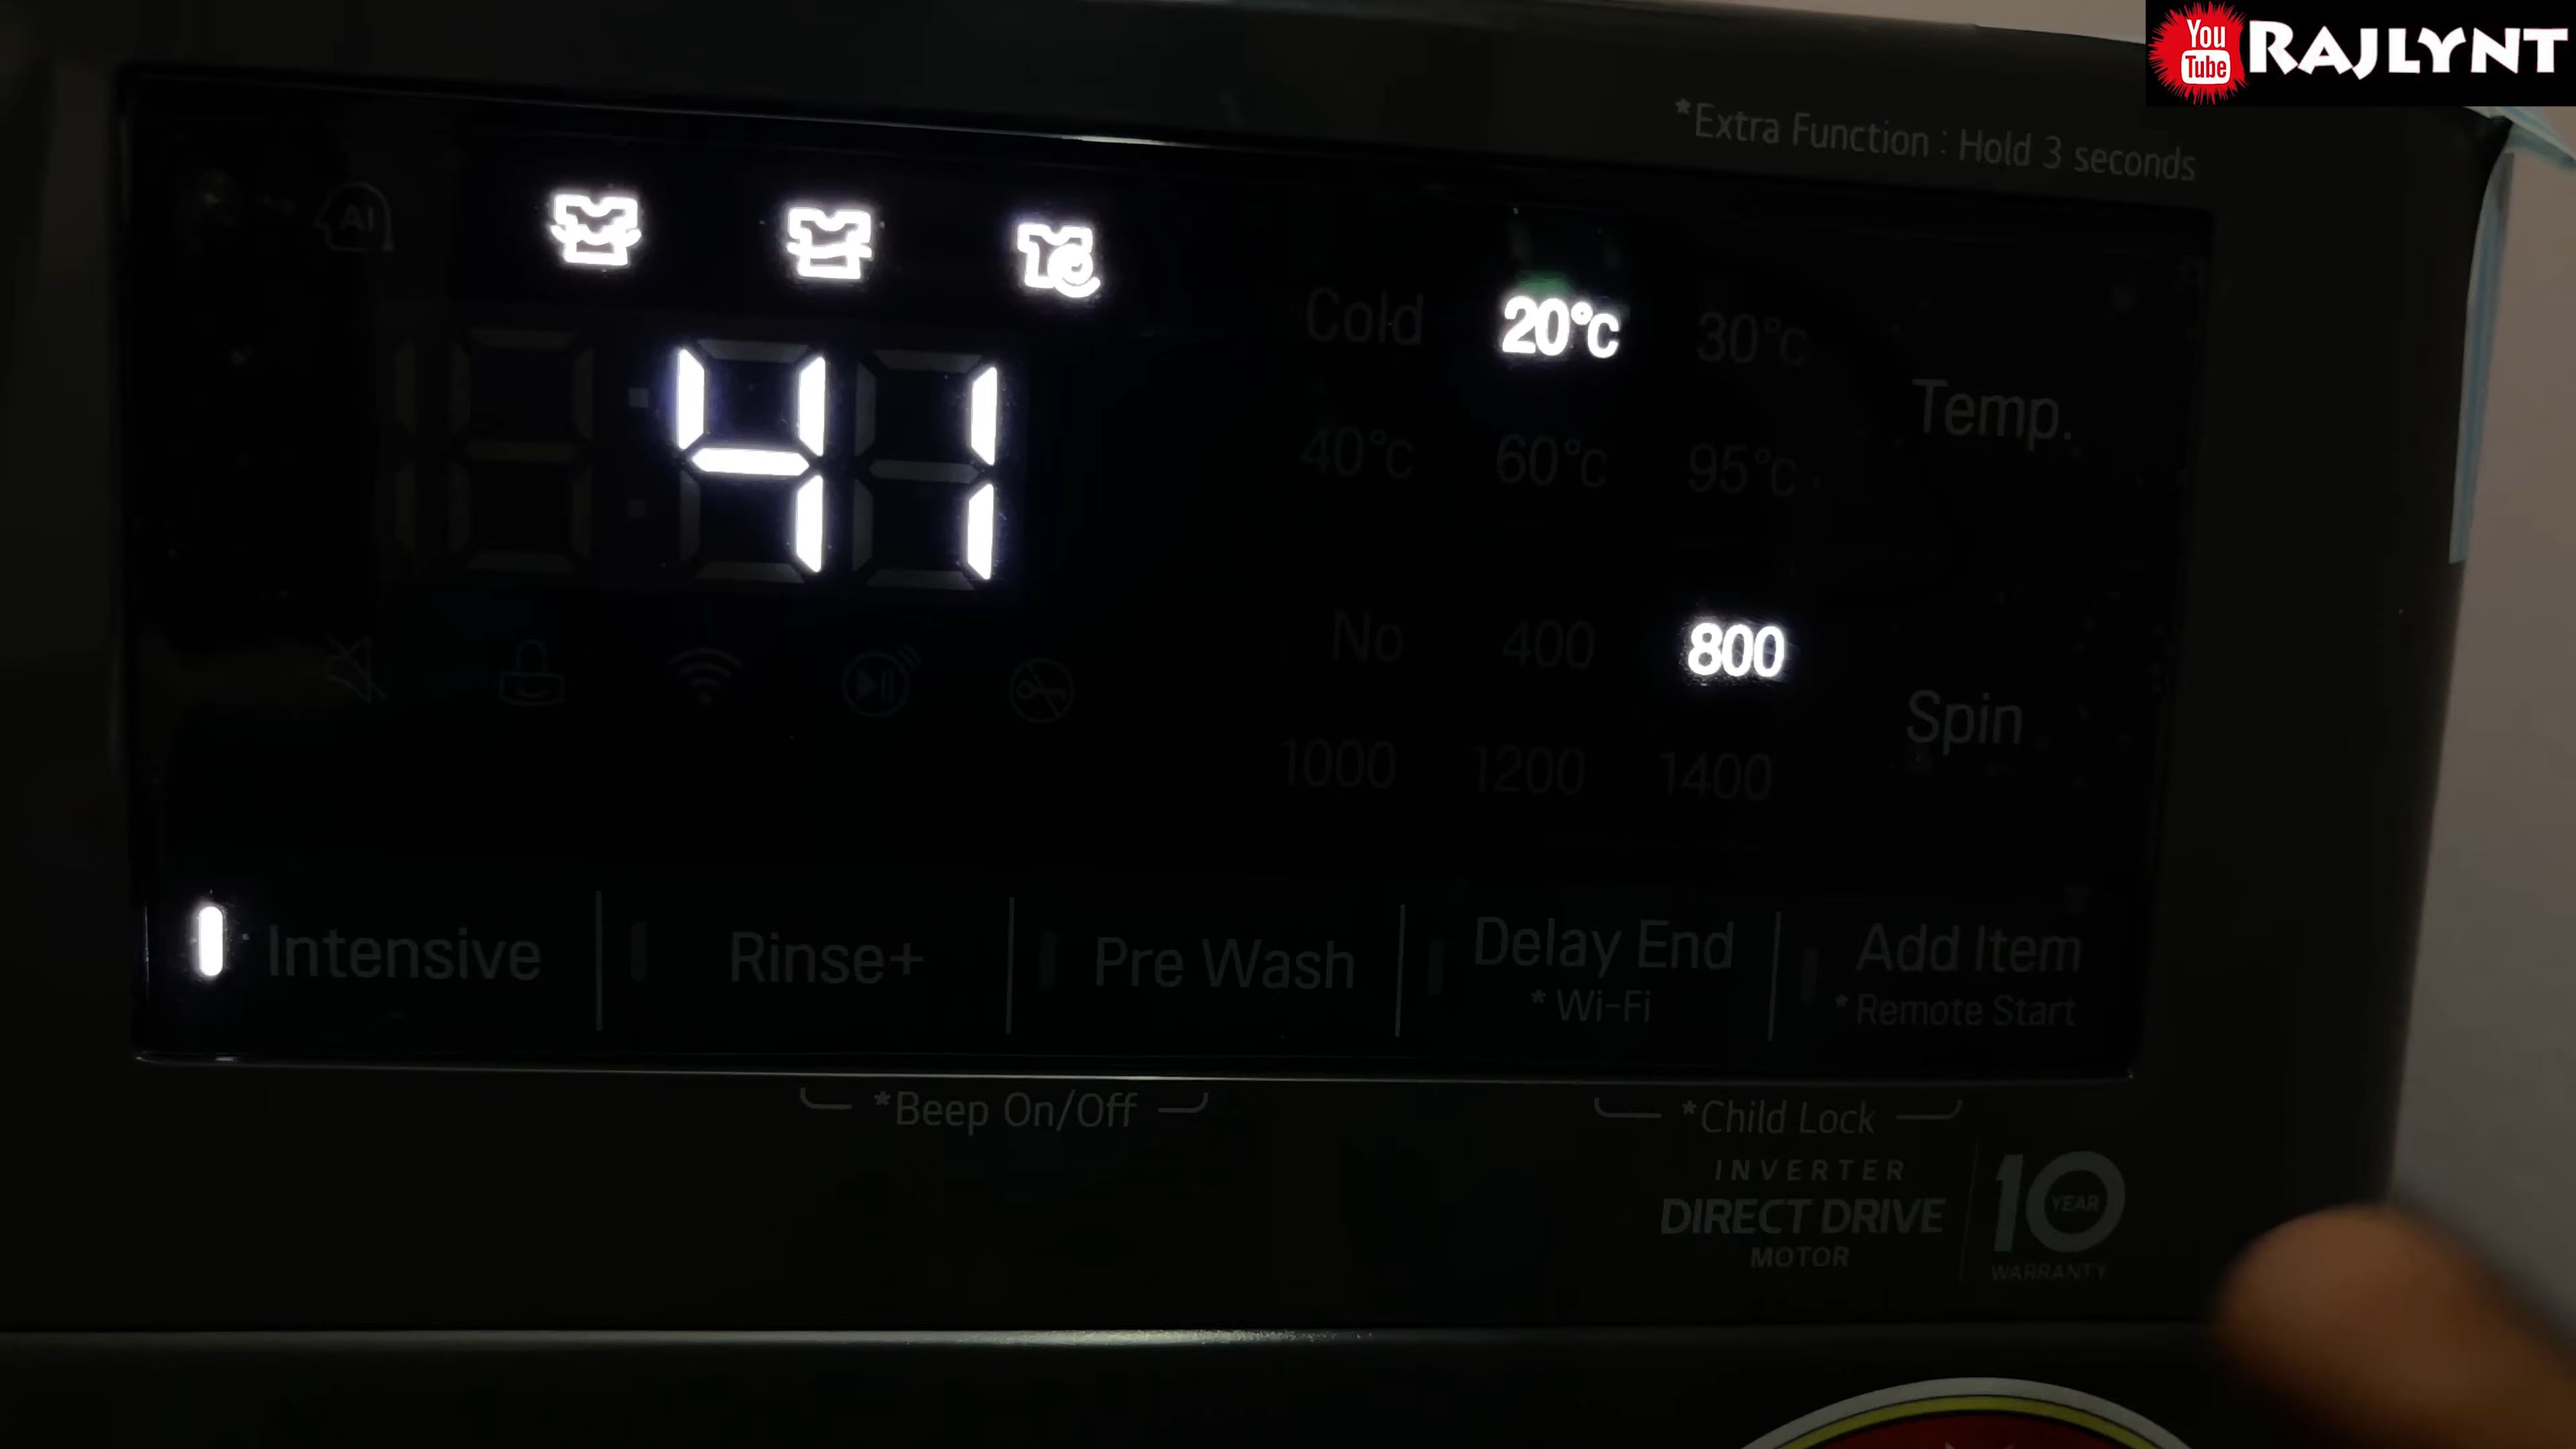 You
Tube
RAJLYNT
*Extra Function : Hold 3 seconds
AI
41
Cold 20°C 30°C
40°C 60°C 95°C
Temp.
No 400 800
1000 1200 1400
Spin
Intensive
Rinse+
Pre Wash
Delay End
* Wi-Fi
Add Item
* Remote Start
*Beep On/Off
*Child Lock
INVERTER
DIRECT DRIVE
MOTOR
10
YEAR
WARRANTY